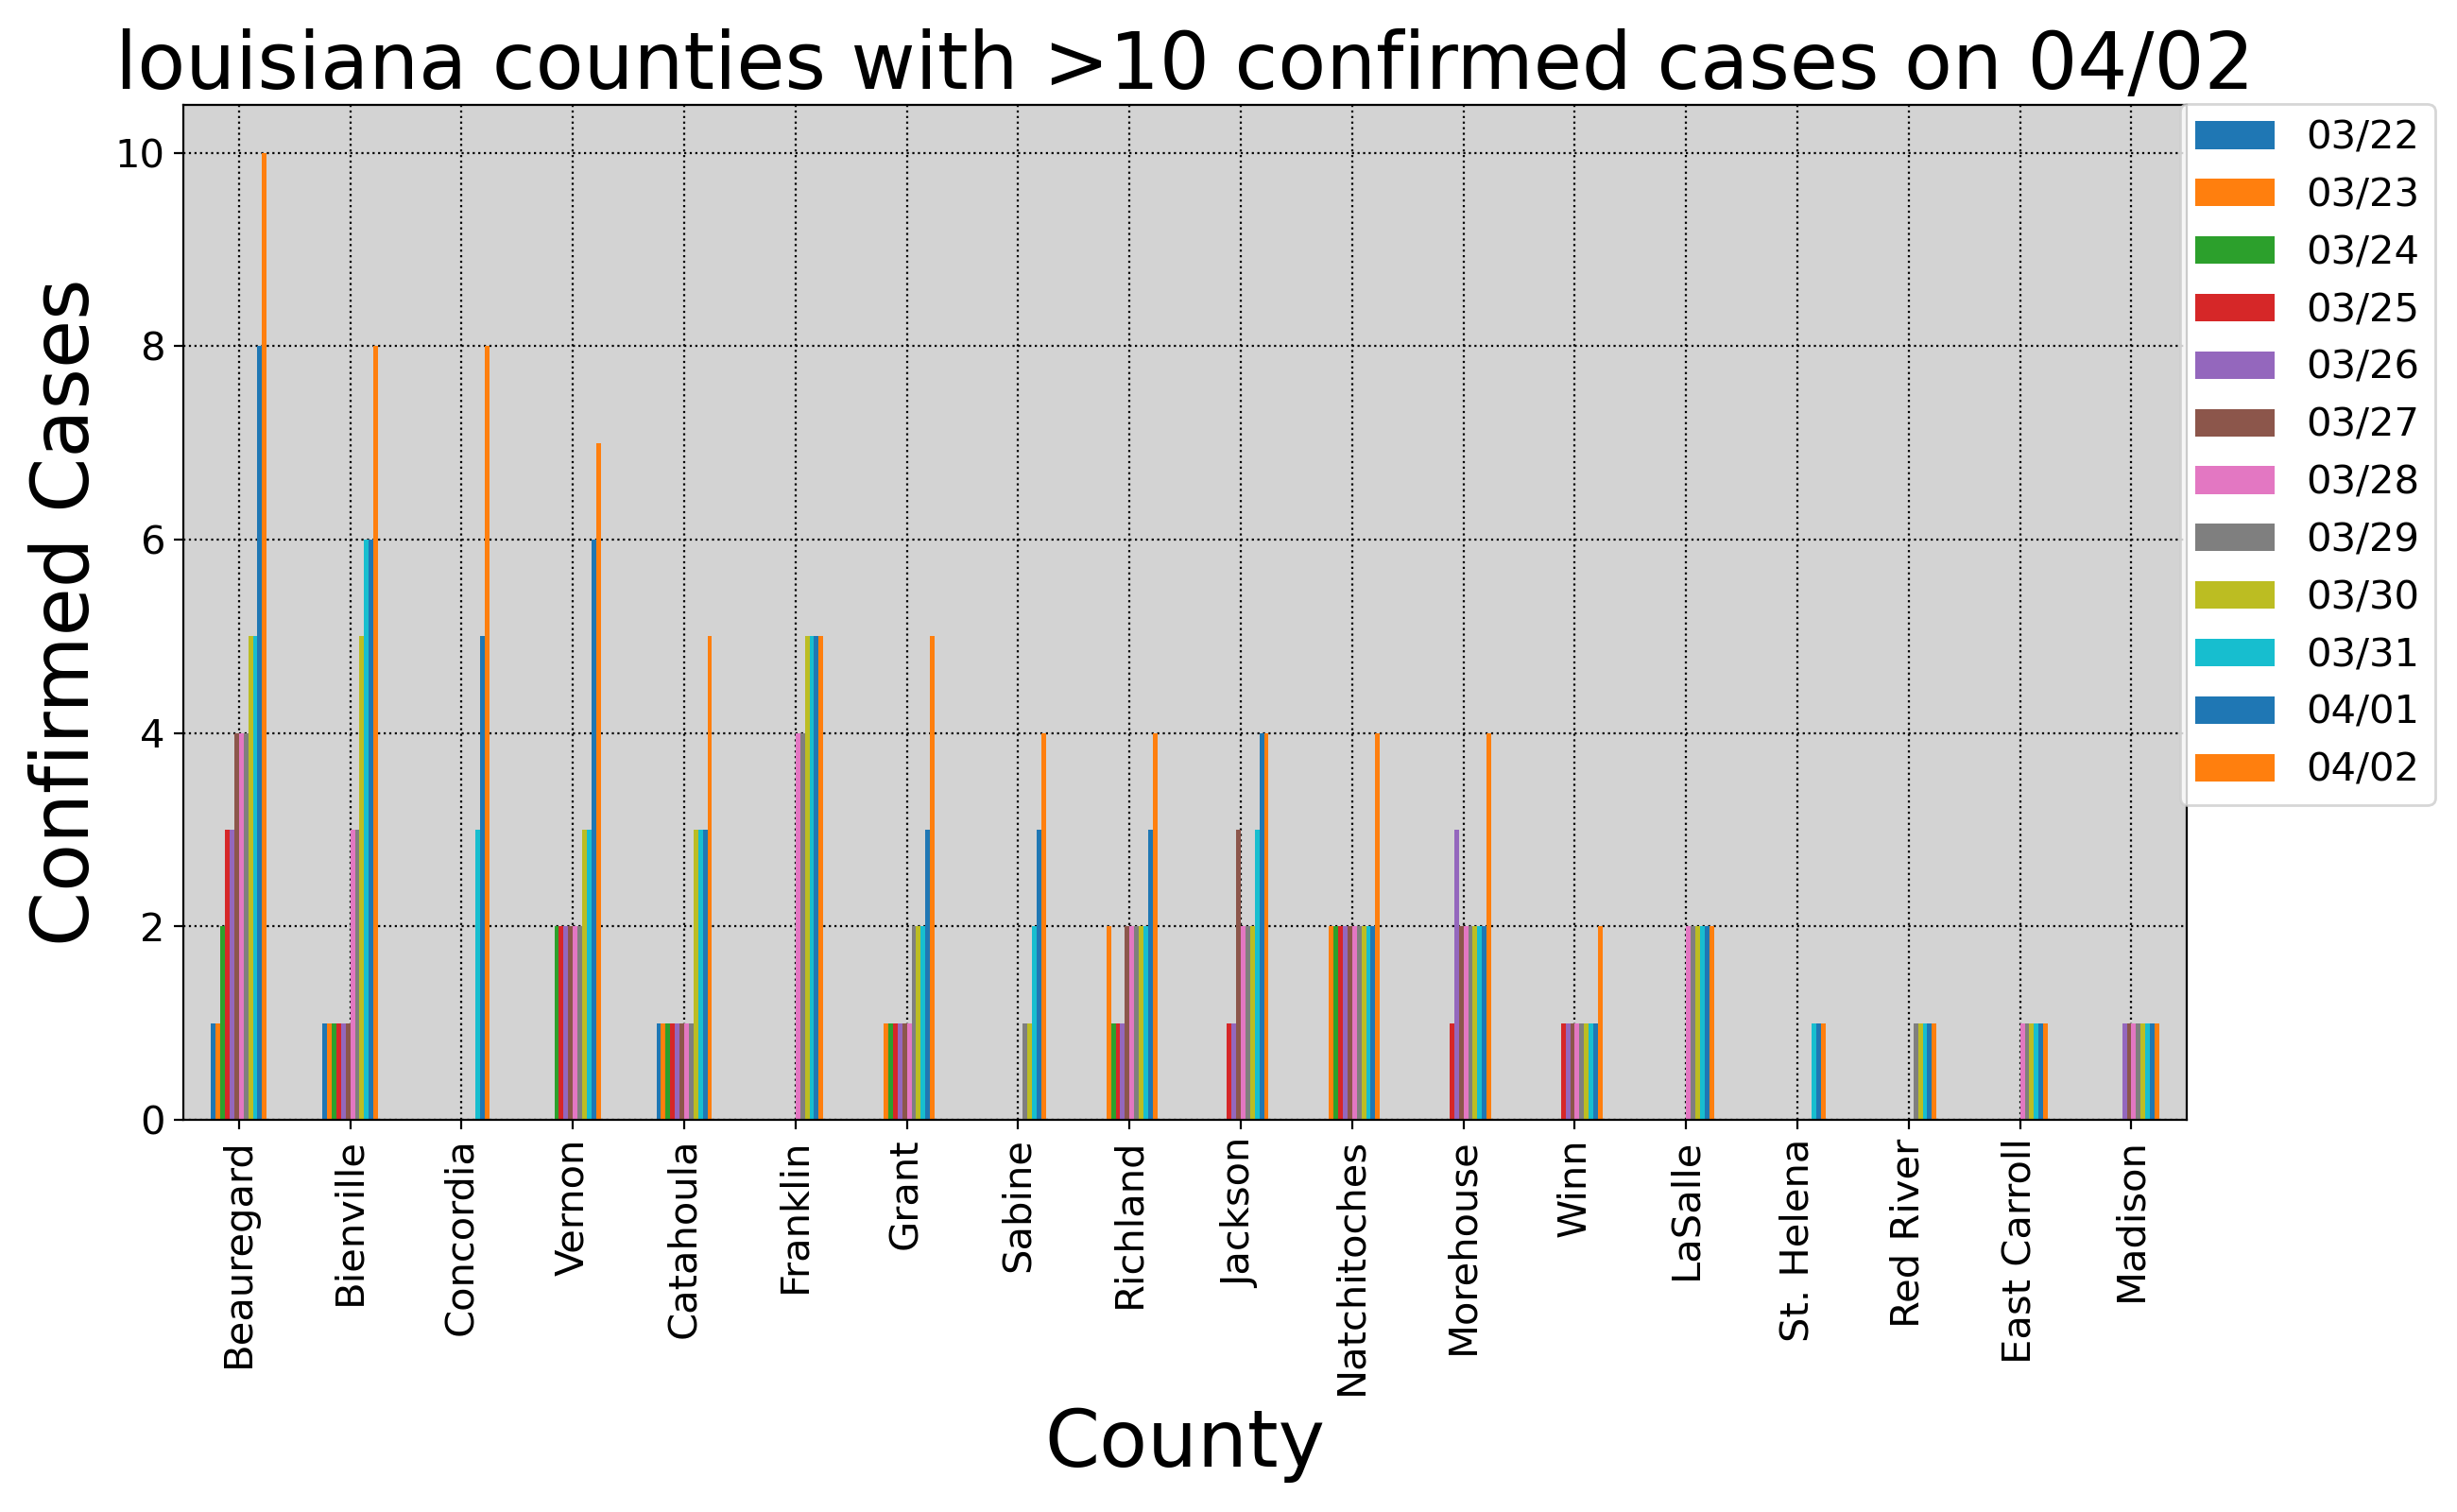 louisiana counties with >10 confirmed cases on 04/02
Confirmed Cases
10
8
6
4
2
0
03/22
03/23
03/24
03/25
03/26
03/27
03/28
03/29
03/30
03/31
04/01
04/02
Beauregard
Bienville
Concordia
Vernon
Catahoula
Franklin
Grant
Sabine
Richland
Jackson
Natchitoches
Morehouse
Winn
LaSalle
St. Helena
Red River
East Carroll
Madison
County